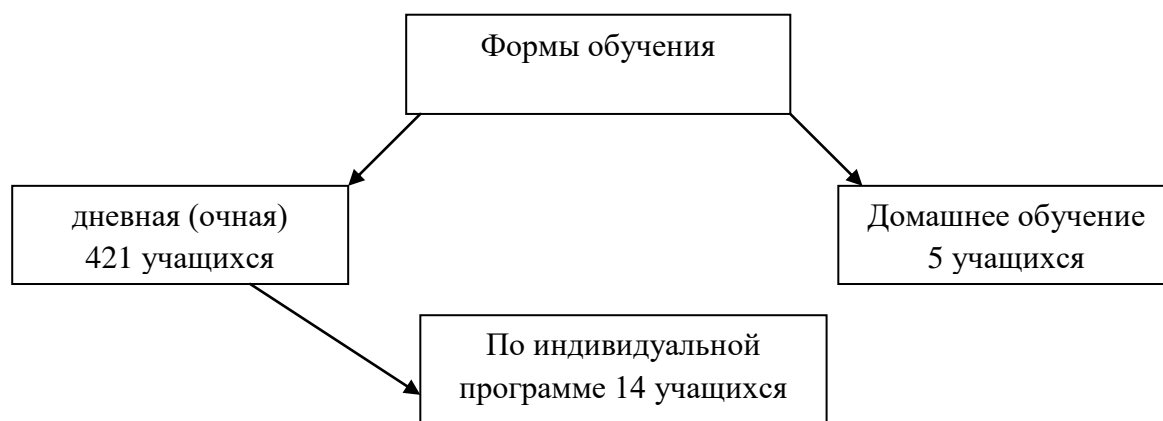 Формы обучения
дневная (очная)
421 учащихся
Домашнее обучение
5 учащихся
По индивидуальной
программе 14 учащихся